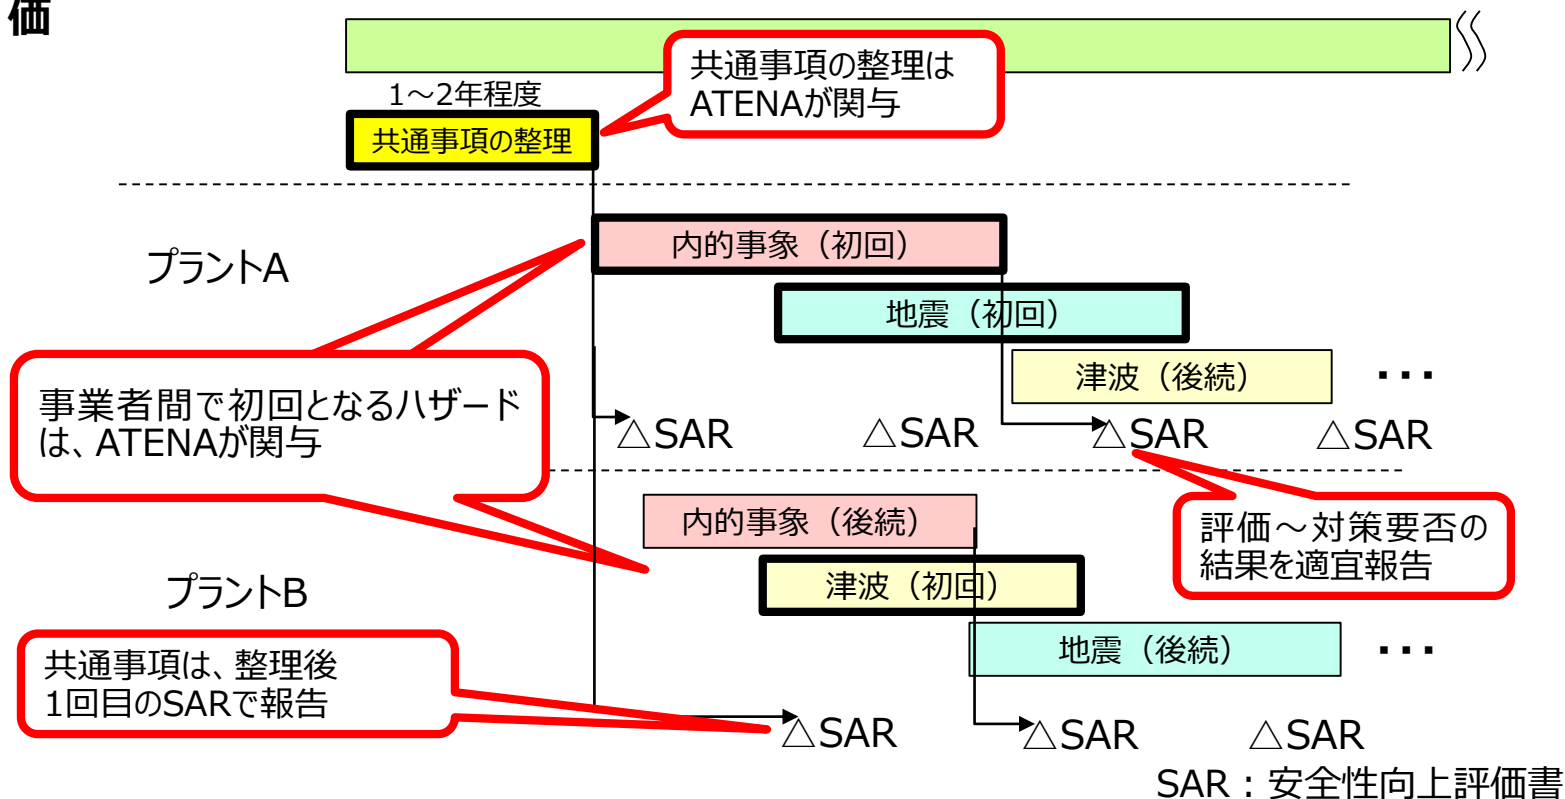 価
共通事項の整理は
ATENAが関与
1～2年程度
共通事項の整理
プラントA
内的事象（初回）
地震（初回）
津波（後続）
・・・
事業者間で初回となるハザード
は、ATENAが関与
△SAR
△SAR
△SAR
△SAR
プラントB
内的事象（後続）
津波（初回）
地震（後続）
・・・
評価～対策要否の
結果を適宜報告
共通事項は、整理後
1回目のSARで報告
△SAR
△SAR
△SAR
SAR：安全性向上評価書